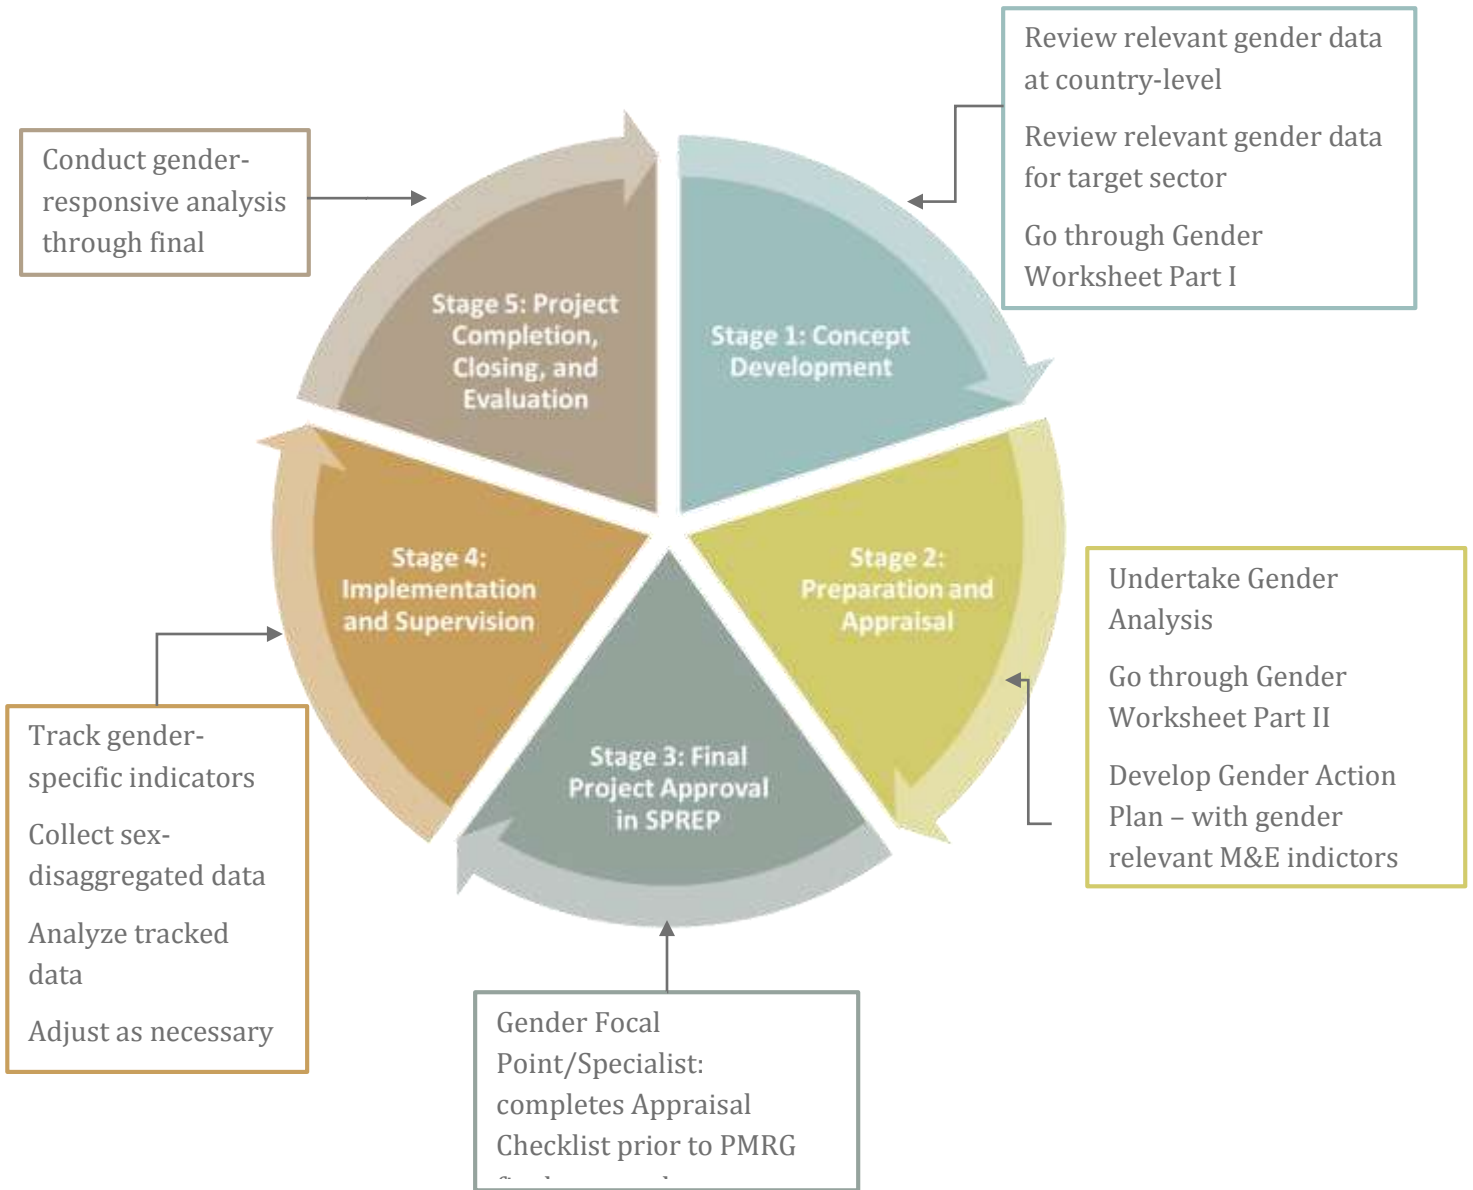 Review relevant gender data
at country-level
Review relevant gender data
for target sector
Go through Gender
Worksheet Part I
Conduct gender-
responsive analysis
through final
Stage 5: Project
Completion,
Closing, and
Evaluation
Stage 1: Concept
Development
Stage 4:
Implementation
and Supervision
Stage 2:
Preparation and
Appraisal
Stage 3: Final
Project Approval
in SPREP
Undertake Gender
Analysis
Go through Gender
Worksheet Part II
Develop Gender Action
Plan – with gender
relevant M&E indictors
Track gender-
specific indicators
Collect sex-
disaggregated data
Analyze tracked
data
Adjust as necessary
Gender Focal
Point/Specialist:
completes Appraisal
Checklist prior to PMRG